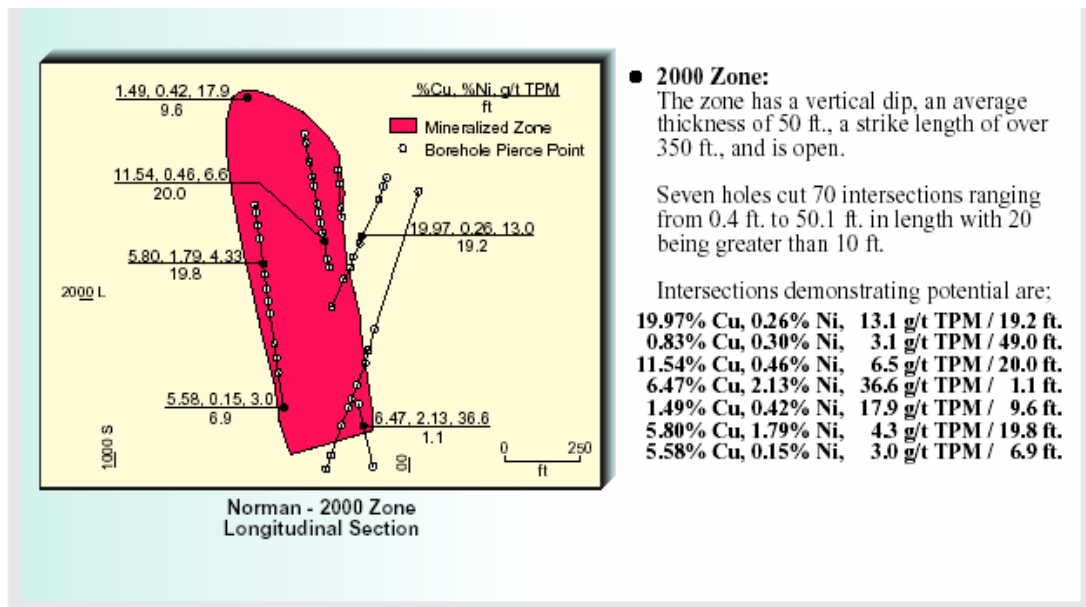 1.49, 0.42, 17.9
9.6
%Cu, %Ni, g/t TPM
ft
Mineralized Zone
Borehole Pierce Point
11.54, 0.46, 6.6
20.0
19.97, 0.26, 13.0
19.2
5.80, 1.79, 4.33
19.8
2000 L
5.58, 0.15, 3.0
6.9
6.47, 2.13, 36.6
1.1
1000 S
00
0 250
ft
Norman - 2000 Zone
Longitudinal Section
● 2000 Zone:
The zone has a vertical dip, an average
thickness of 50 ft., a strike length of over
350 ft., and is open.
Seven holes cut 70 intersections ranging
from 0.4 ft. to 50.1 ft. in length with 20
being greater than 10 ft.
Intersections demonstrating potential are;
19.97% Cu, 0.26% Ni, 13.1 g/t TPM / 19.2 ft.
0.83% Cu, 0.30% Ni, 3.1 g/t TPM / 49.0 ft.
11.54% Cu, 0.46% Ni, 6.5 g/t TPM / 20.0 ft.
6.47% Cu, 2.13% Ni, 36.6 g/t TPM / 1.1 ft.
1.49% Cu, 0.42% Ni, 17.9 g/t TPM / 9.6 ft.
5.80% Cu, 1.79% Ni, 4.3 g/t TPM / 19.8 ft.
5.58% Cu, 0.15% Ni, 3.0 g/t TPM / 6.9 ft.